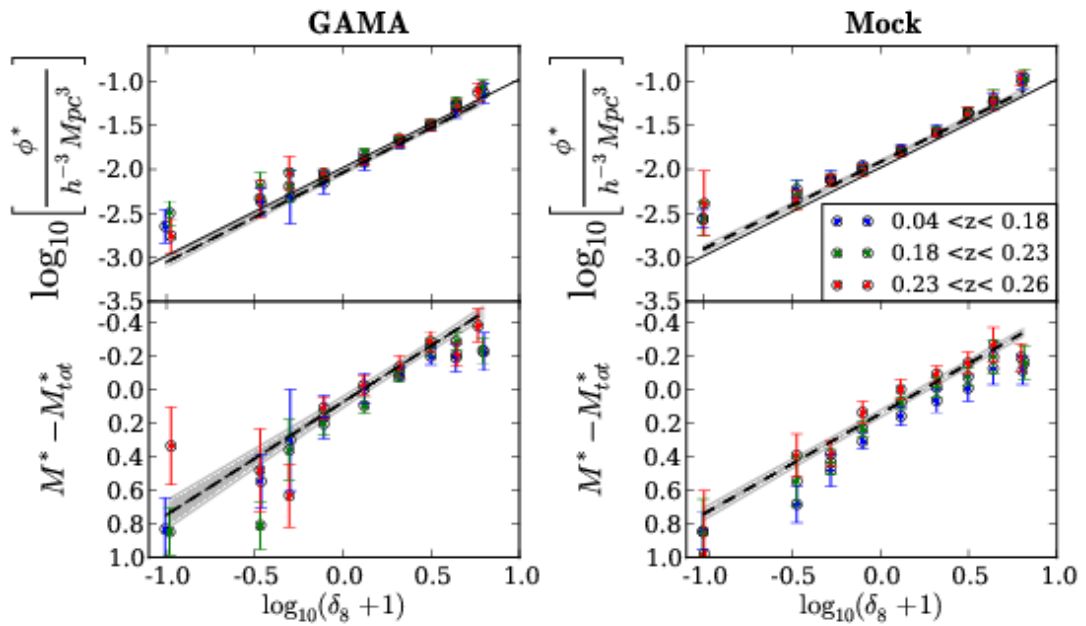 GAMA
Mock
log10[φ* / h⁻³ Mpc³]
-1.0
-1.5
-2.0
-2.5
-3.0
-3.5
log10[φ* / h⁻³ Mpc³]
-1.0
-1.5
-2.0
-2.5
-3.0
-3.5
0.04 <z< 0.18
0.18 <z< 0.23
0.23 <z< 0.26
M* − M*tot
-0.4
-0.2
0.0
0.2
0.4
0.6
0.8
1.0
M* − M*tot
-0.4
-0.2
0.0
0.2
0.4
0.6
0.8
1.0
-1.0 -0.5 0.0 0.5 1.0
-1.0 -0.5 0.0 0.5 1.0
log10(δ8 +1)
log10(δ8 +1)